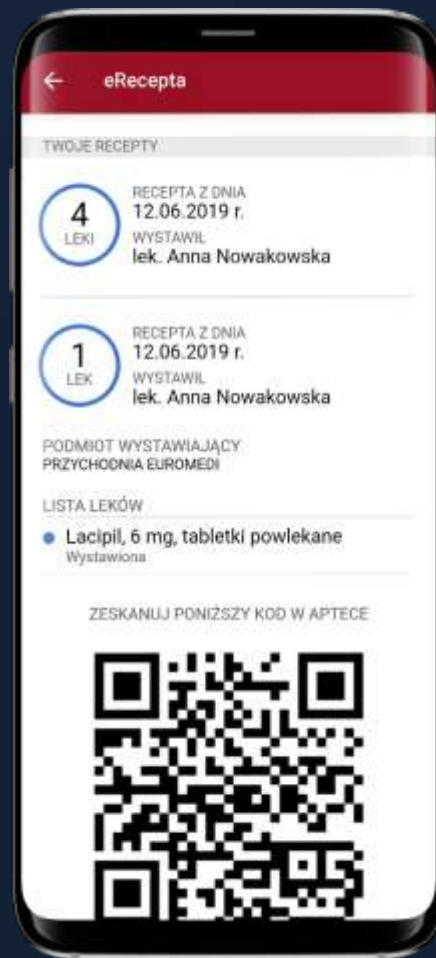 eRecepta
TWOJE RECEPTY
4
LEKI
RECEPTA Z DNIA
12.06.2019 r.
WYSTAWIŁ
lek. Anna Nowakowska
1
LEK
RECEPTA Z DNIA
12.06.2019 r.
WYSTAWIŁ
lek. Anna Nowakowska
PODMIOT WYSTAWIAJĄCY
PRZYCHODNIA EUROMEDI
LISTA LEKÓW
Lacipil, 6 mg, tabletki powlekane
Wystawiona
ZESKANUJ PONIŻSZY KOD W APTECE